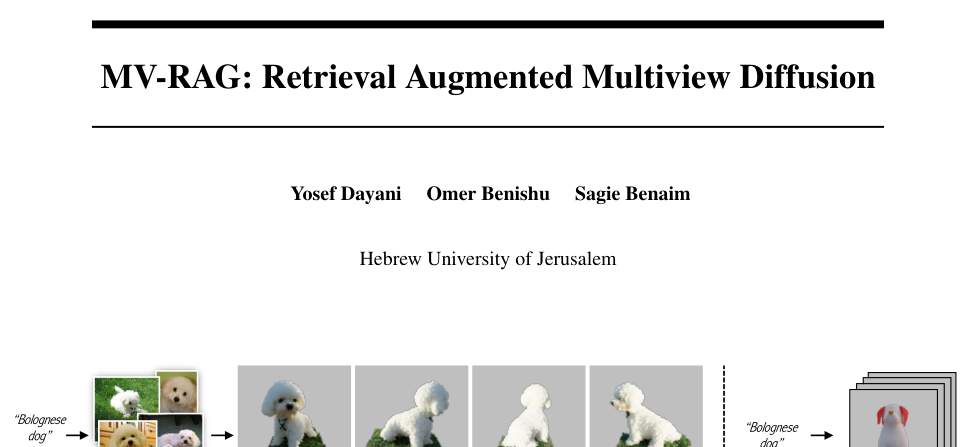 MV-RAG: Retrieval Augmented Multiview Diffusion
Yosef Dayani Omer Benishu Sagie Benaim
Hebrew University of Jerusalem
“Bolognese
dog”
“Bolognese
dog”